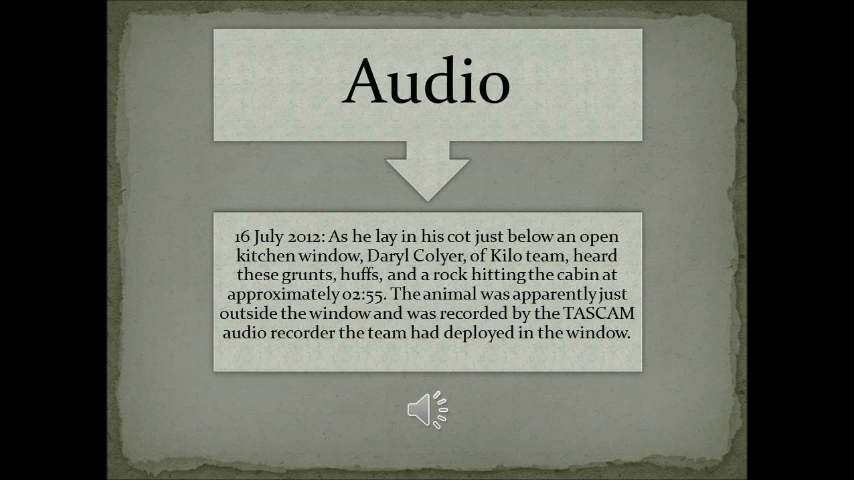 Audio
16 July 2012: As he lay in his cot just below an open
kitchen window, Daryl Colyer, of Kilo team, heard
these grunts, huffs, and a rock hitting the cabin at
approximately 02:55. The animal was apparently just
outside the window and was recorded by the TASCAM
audio recorder the team had deployed in the window.